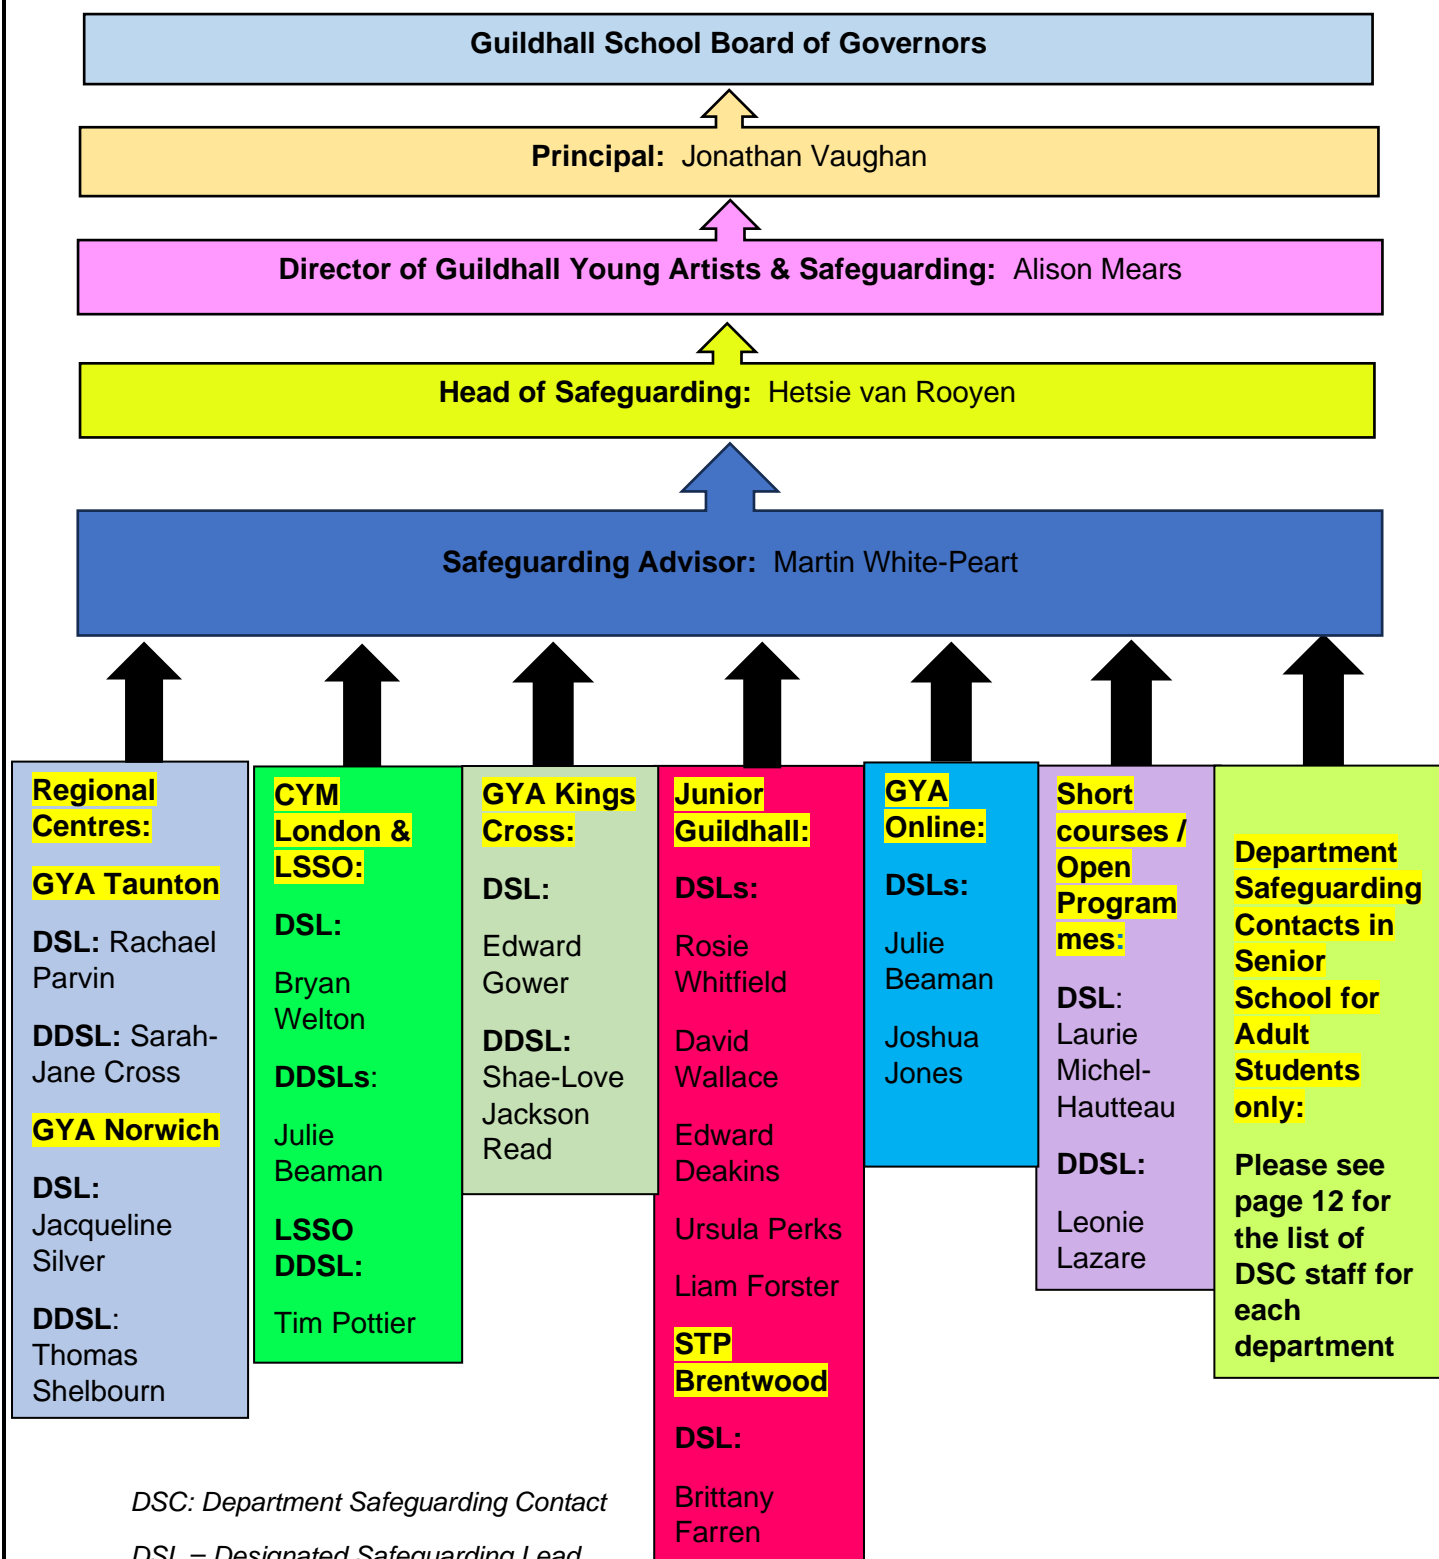 Guildhall School Board of Governors
Principal: Jonathan Vaughan
Director of Guildhall Young Artists & Safeguarding: Alison Mears
Head of Safeguarding: Hetsie van Rooyen
Safeguarding Advisor: Martin White-Peart
Regional
Centres:
GYA Taunton
DSL: Rachael
Parvin
DDSL: Sarah-
Jane Cross
GYA Norwich
DSL:
Jacqueline
Silver
DDSL:
Thomas
Shelbourn
CYM
London &
LSSO:
DSL:
Bryan
Welton
DDSLs:
Julie
Beaman
LSSO
DDSL:
Tim Pottier
GYA Kings
Cross:
DSL:
Edward
Gower
DDSL:
Shae-Love
Jackson
Read
Junior
Guildhall:
DSLs:
Rosie
Whitfield
David
Wallace
Edward
Deakins
Ursula Perks
Liam Forster
STP
Brentwood
DSL:
Brittany
Farren
GYA
Online:
DSLs:
Julie
Beaman
Joshua
Jones
Short
courses /
Open
Program
mes:
DSL:
Laurie
Michel-
Hautteau
DDSL:
Leonie
Lazare
Department
Safeguarding
Contacts in
Senior
School for
Adult
Students
only:
Please see
page 12 for
the list of
DSC staff for
each
department
DSC: Department Safeguarding Contact
DSL = Designated Safeguarding Lead